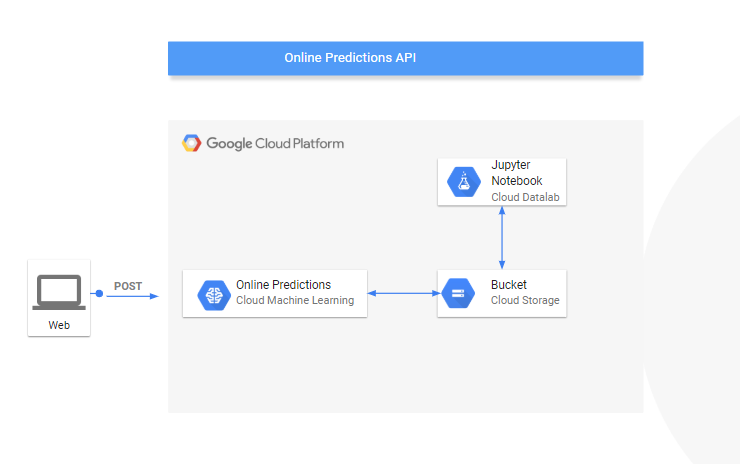 Online Predictions API
Google Cloud Platform
Jupyter
Notebook
Cloud Datalab
POST
Online Predictions
Cloud Machine Learning
Bucket
Cloud Storage
Web